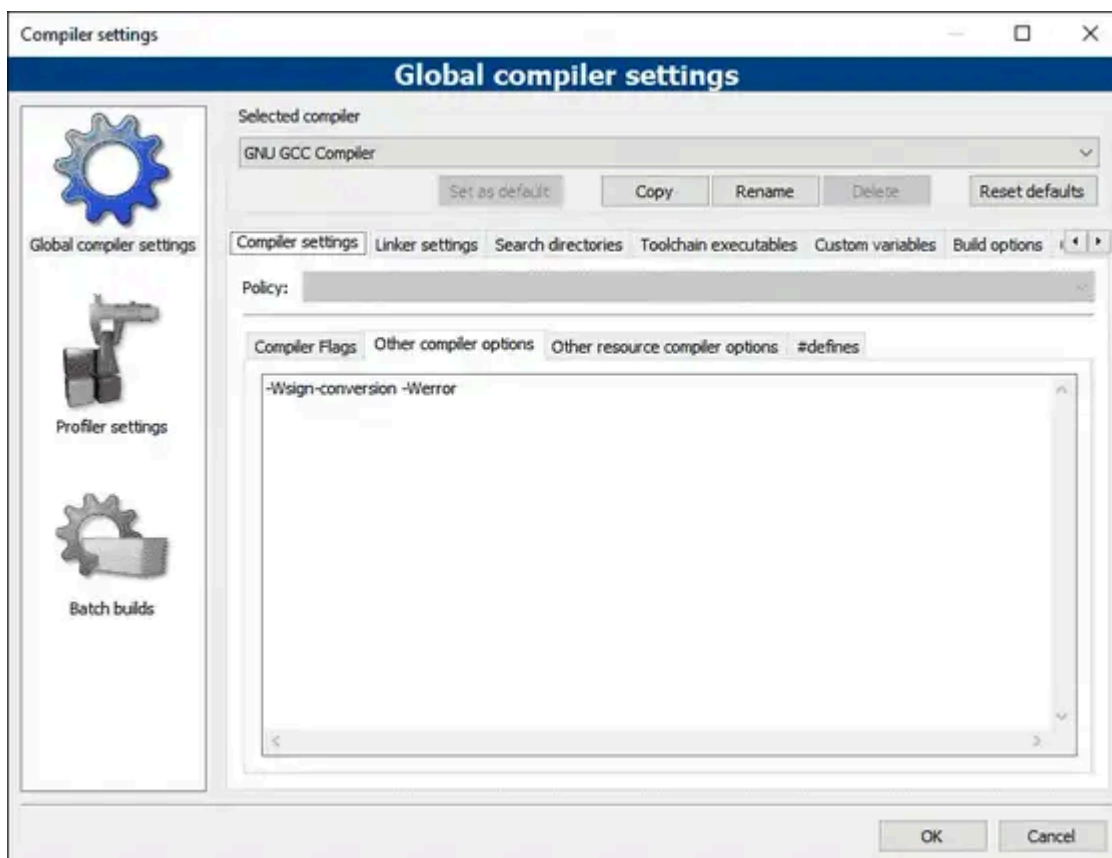 Compiler settings
Global compiler settings
Global compiler settings
Profiler settings
Batch builds
Selected compiler
GNU GCC Compiler
Set as default Copy Rename Delete Reset defaults
Compiler settings Linker settings Search directories Toolchain executables Custom variables Build options
Policy:
Compiler Flags Other compiler options Other resource compiler options #defines
-Wsign-conversion -Werror
OK Cancel